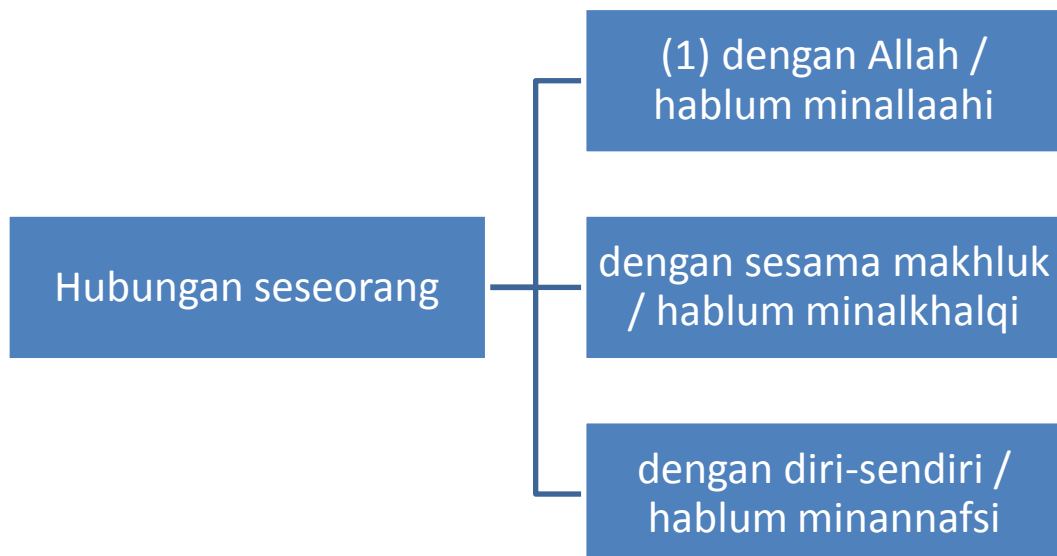 (1) dengan Allah /
hablum minallaahi
Hubungan seseorang
dengan sesama makhluk
/ hablum minalkhalqi
dengan diri-sendiri /
hablum minannafsi